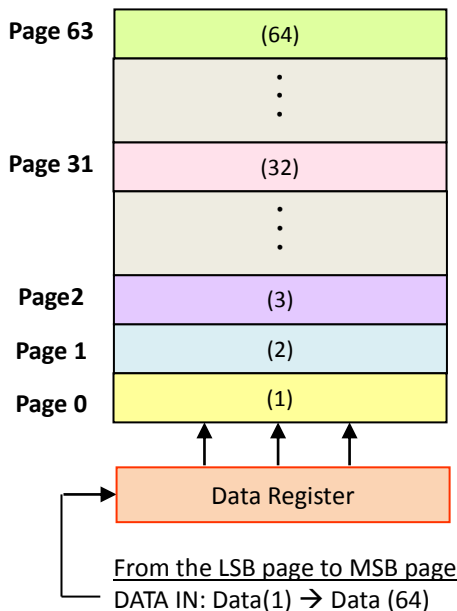 Page 63 (64)
Page 31 (32)
Page2 (3)
Page 1 (2)
Page 0 (1)
Data Register
From the LSB page to MSB page
DATA IN: Data(1) → Data (64)